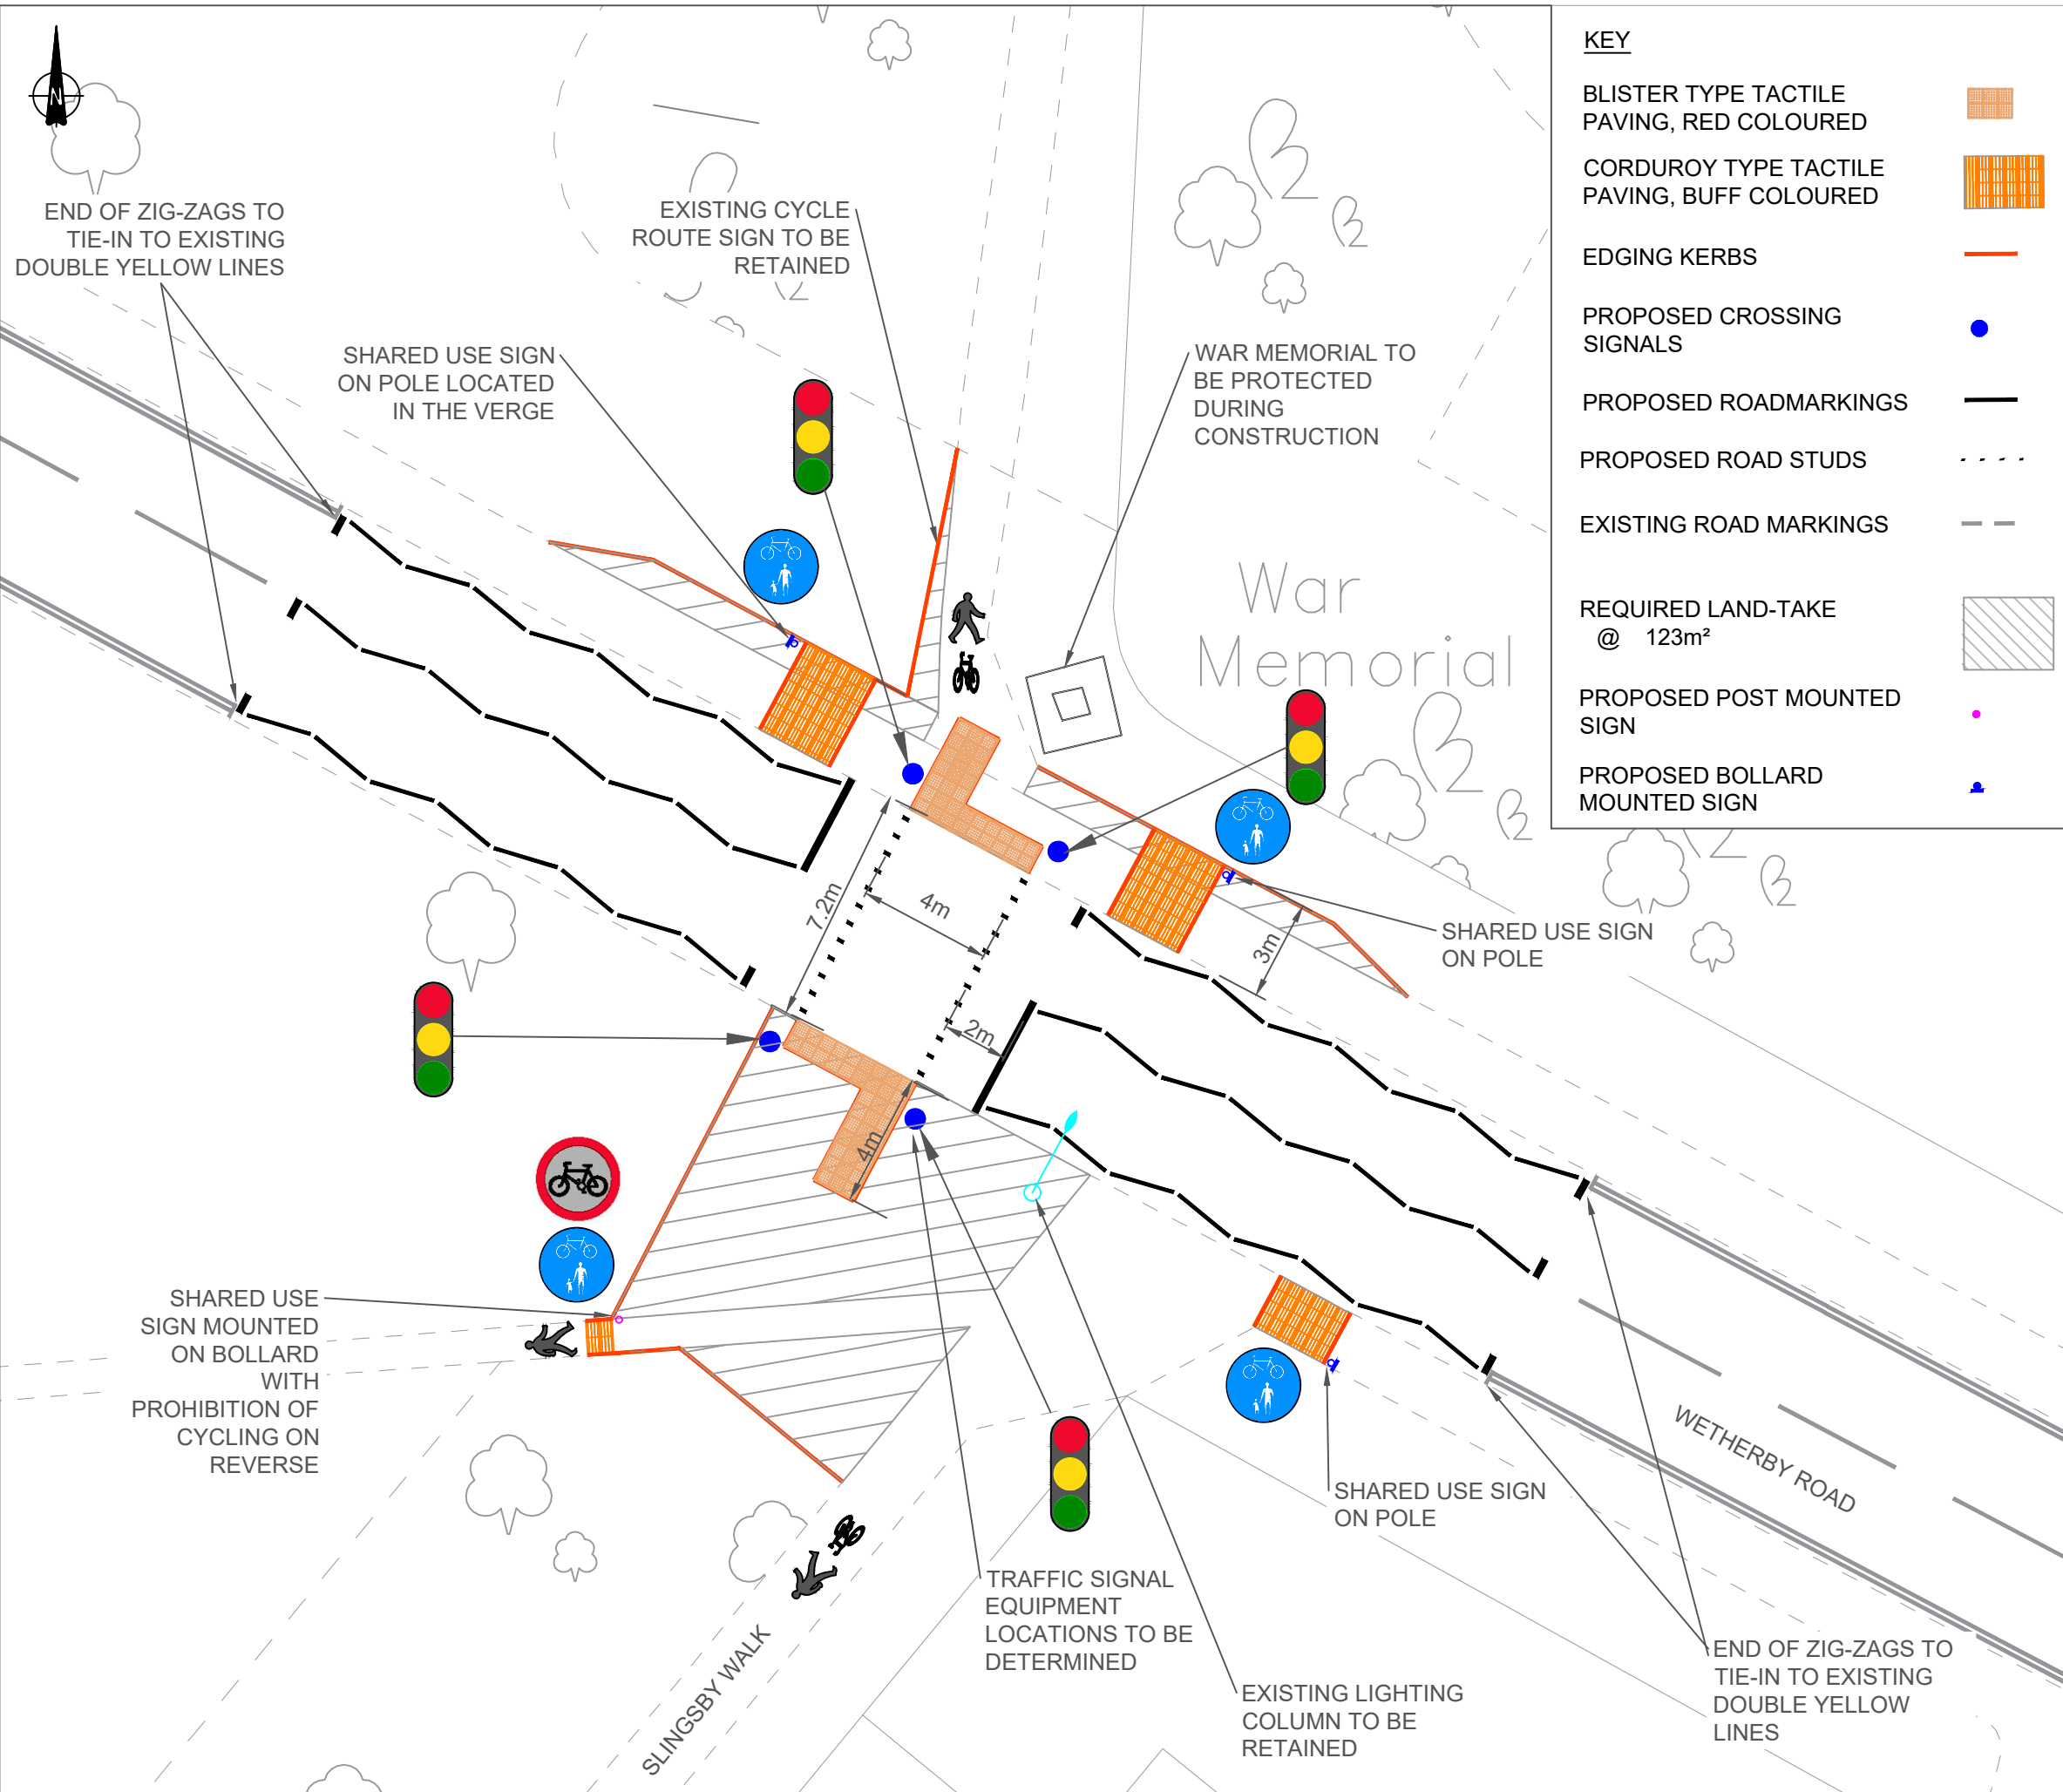 N
KEY
BLISTER TYPE TACTILE
PAVING, RED COLOURED
CORDUROY TYPE TACTILE
PAVING, BUFF COLOURED
EDGING KERBS
PROPOSED CROSSING
SIGNALS
PROPOSED ROADMARKINGS
PROPOSED ROAD STUDS
EXISTING ROAD MARKINGS
REQUIRED LAND-TAKE
@ 123m²
PROPOSED POST MOUNTED
SIGN
PROPOSED BOLLARD
MOUNTED SIGN
END OF ZIG-ZAGS TO
TIE-IN TO EXISTING
DOUBLE YELLOW LINES
EXISTING CYCLE
ROUTE SIGN TO BE
RETAINED
SHARED USE SIGN
ON POLE LOCATED
IN THE VERGE
WAR MEMORIAL TO
BE PROTECTED
DURING
CONSTRUCTION
War
Memorial
7.2m
4m
3m
2m
4m
SHARED USE SIGN
ON POLE
SHARED USE
SIGN MOUNTED
ON BOLLARD
WITH
PROHIBITION OF
CYCLING ON
REVERSE
WETHERBY ROAD
SHARED USE SIGN
ON POLE
TRAFFIC SIGNAL
EQUIPMENT
LOCATIONS TO BE
DETERMINED
SLINGSBY WALK
EXISTING LIGHTING
COLUMN TO BE
RETAINED
END OF ZIG-ZAGS TO
TIE-IN TO EXISTING
DOUBLE YELLOW
LINES